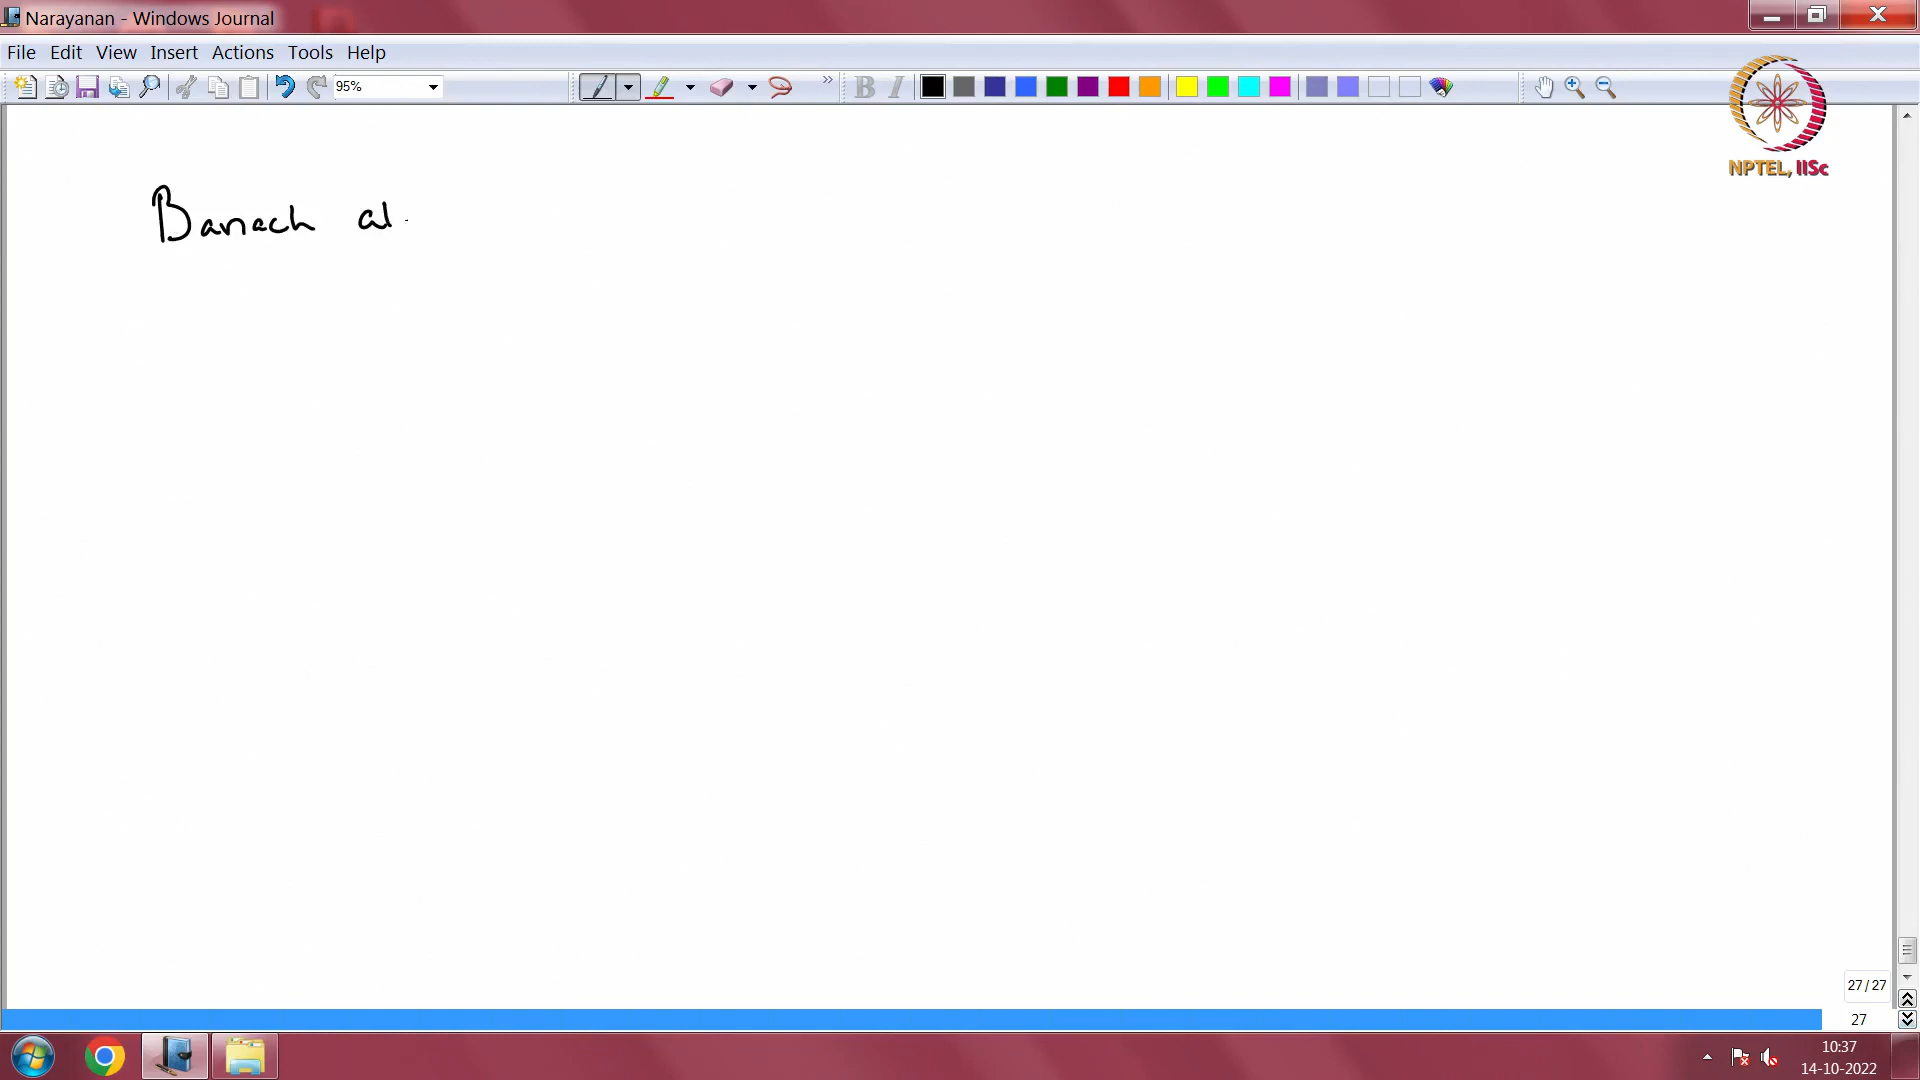 Narayanan - Windows Journal
File Edit View Insert Actions Tools Help
95%
B I
NPTEL, IISc
Banach al
27 / 27
27
10:37
14-10-2022